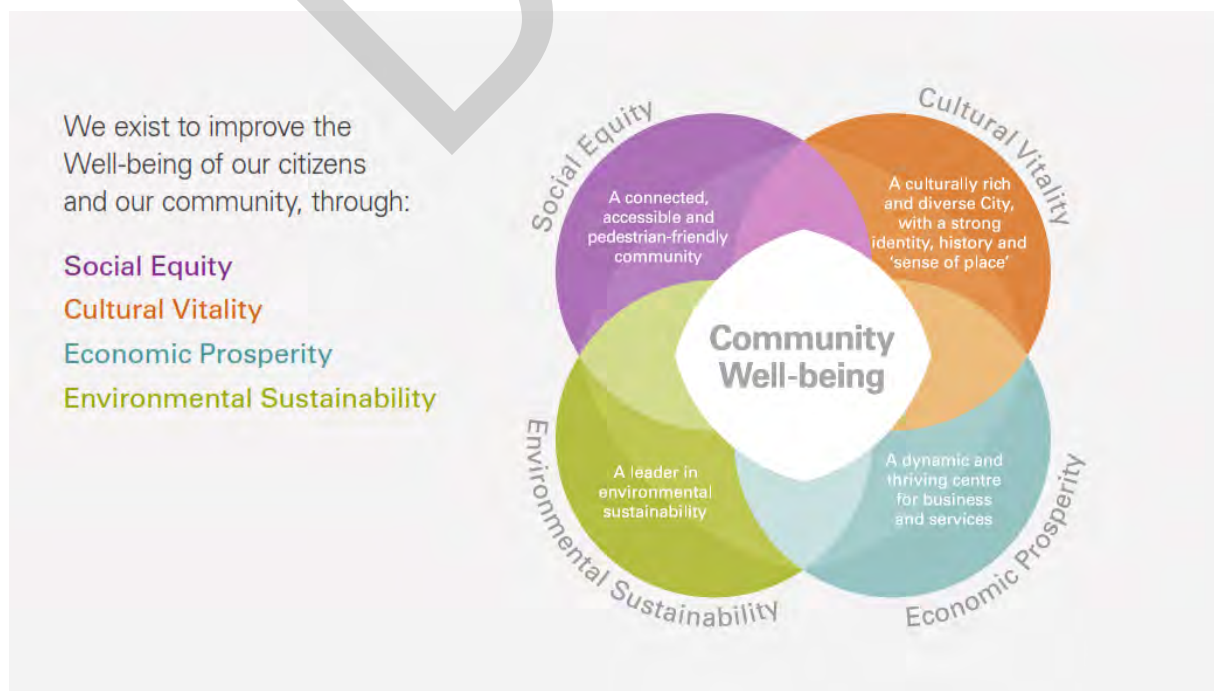 We exist to improve the
Well-being of our citizens
and our community, through:
Social Equity
Cultural Vitality
Economic Prosperity
Environmental Sustainability
Social Equity
A connected,
accessible and
pedestrian-friendly
community
Cultural Vitality
A culturally rich
and diverse City,
with a strong
identity, history and
‘sense of place’
Community
Well-being
Environmental Sustainability
A leader in
environmental
sustainability
Economic Prosperity
A dynamic and
thriving centre
for business
and services